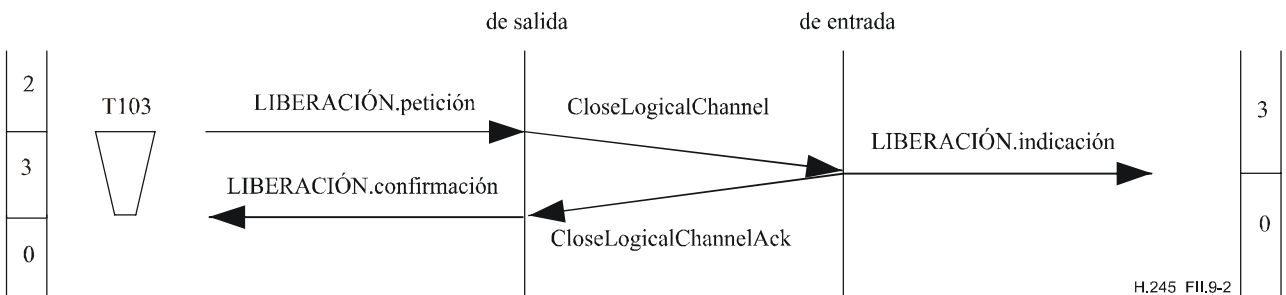 de salida
de entrada
2
T103
LIBERACIÓN.petición
CloseLogicalChannel
3
LIBERACIÓN.indicación
3
LIBERACIÓN.confirmación
0
CloseLogicalChannelAck
0
H.245 FII.9-2